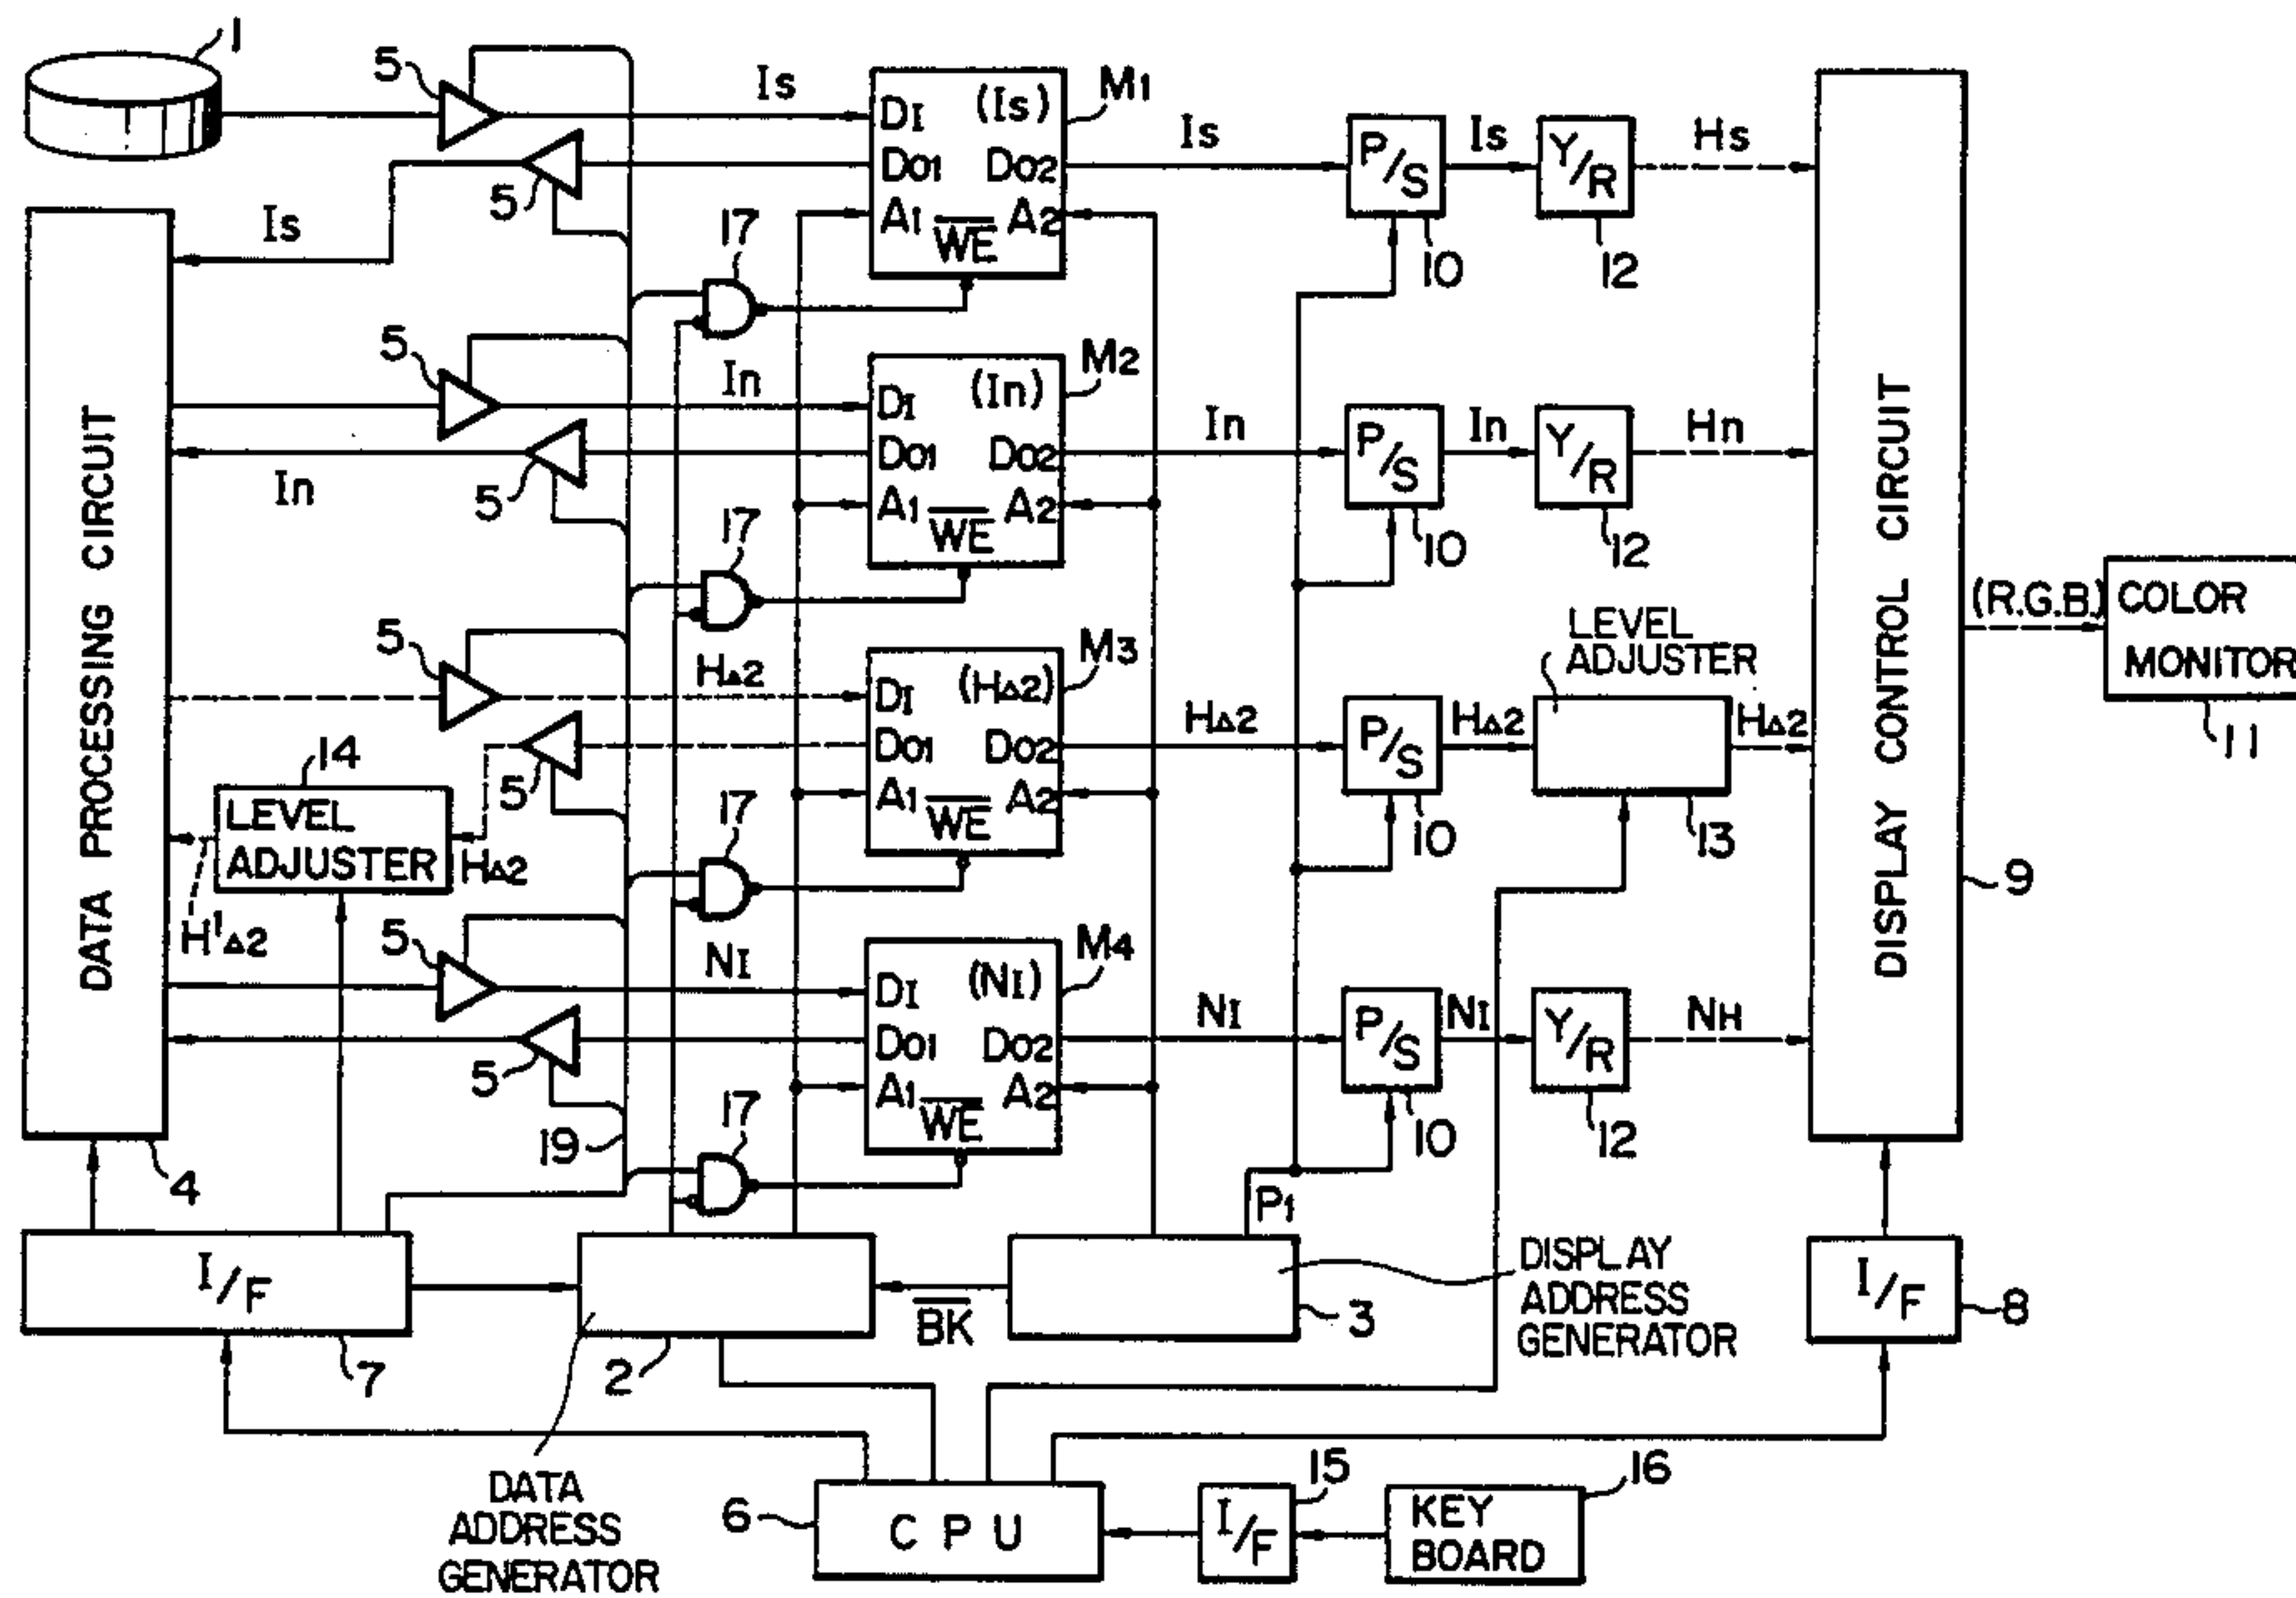 1
5
Is
(Is)
M1
DI
Do1
Do2
A1
WE
A2
Is
P/S
Is
Y/R
Hs
5
Is
17
10
12
5
In
(In)
M2
DI
Do1
Do2
A1
WE
A2
In
P/S
In
Y/R
Hn
In
5
17
10
12
DATA PROCESSING CIRCUIT
DISPLAY CONTROL CIRCUIT
(R.G.B.)
COLOR
MONITOR
11
5
HΔ2
(HΔ2)
M3
DI
Do1
Do2
A1
WE
A2
HΔ2
P/S
HΔ2
LEVEL
ADJUSTER
HΔ2
14
LEVEL
ADJUSTER
HΔ2
5
17
10
13
9
H'Δ2
5
NI
(NI)
M4
DI
Do1
Do2
A1
WE
A2
NI
P/S
NI
Y/R
NH
5
19
17
10
12
4
P1
I/F
7
2
BK
3
DISPLAY
ADDRESS
GENERATOR
I/F
8
DATA
ADDRESS
GENERATOR
6
CPU
15
I/F
16
KEY
BOARD